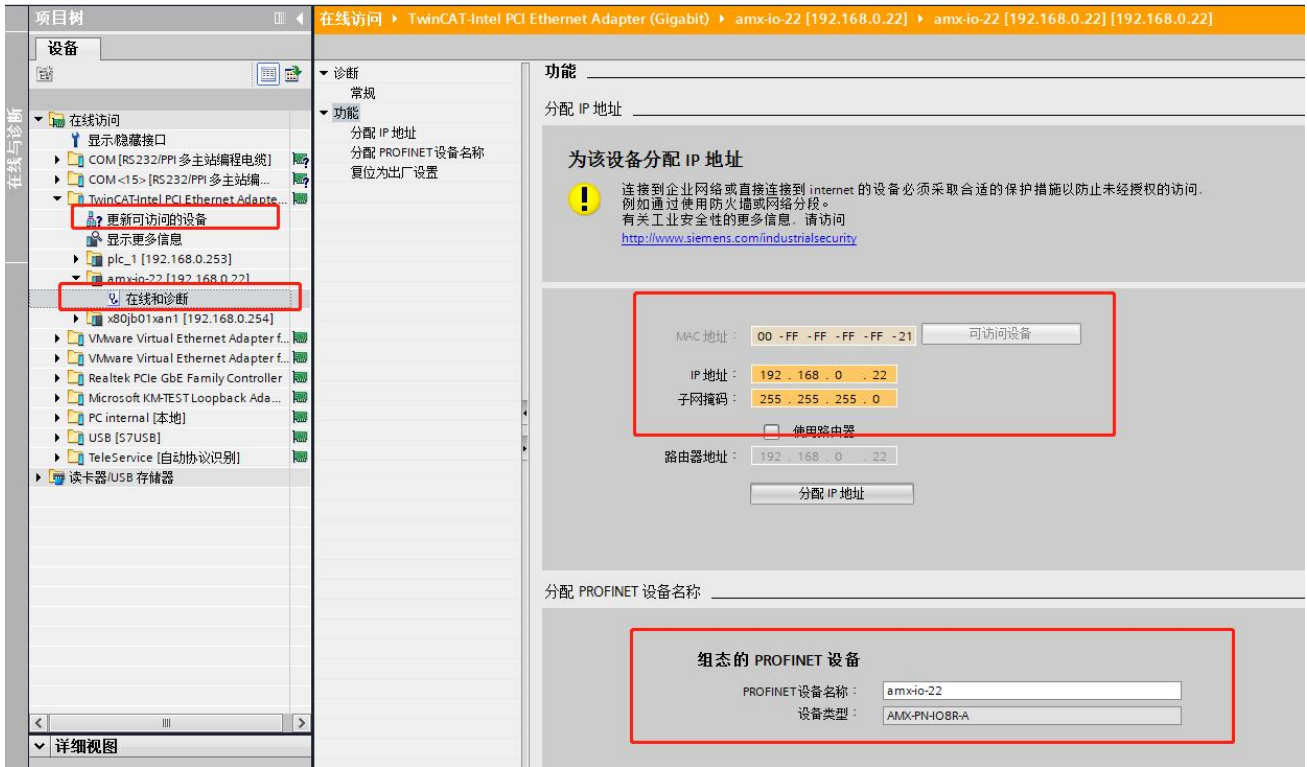 项目树
在线访问 ▸ TwinCAT-Intel PCI Ethernet Adapter (Gigabit) ▸ amx-io-22 [192.168.0.22] ▸ amx-io-22 [192.168.0.22] [192.168.0.22]
设备
在线与诊断
在线访问
显示/隐藏接口
COM [RS232/PPI 多主站编程电缆]
COM <15> [RS232/PPI 多主站编...
TwinCAT-Intel PCI Ethernet Adapte...
更新可访问的设备
显示更多信息
plc_1 [192.168.0.253]
amx-io-22 [192.168.0.22]
在线和诊断
x80jb01xan1 [192.168.0.254]
VMware Virtual Ethernet Adapter f...
VMware Virtual Ethernet Adapter f...
Realtek PCIe GbE Family Controller
Microsoft KM-TEST Loopback Ada...
PC internal [本地]
USB [S7USB]
TeleService [自动协议识别]
读卡器/USB 存储器
详细视图
诊断
常规
功能
分配 IP 地址
分配 PROFINET 设备名称
复位为出厂设置
功能
分配 IP 地址
为该设备分配 IP 地址
连接到企业网络或直接连接到 internet 的设备必须采取合适的保护措施以防止未经授权的访问.
例如通过使用防火墙或网络分段。
有关工业安全性的更多信息. 请访问
http://www.siemens.com/industrialsecurity
MAC 地址: 00 -FF -FF -FF -FF -21 可访问设备
IP 地址: 192 . 168 . 0 . 22
子网掩码: 255 . 255 . 255 . 0
使用路由器
路由器地址: 192 . 168 . 0 . 22
分配 IP 地址
分配 PROFINET 设备名称
组态的 PROFINET 设备
PROFINET 设备名称: amx-io-22
设备类型: AMX-PN-IO8R-A